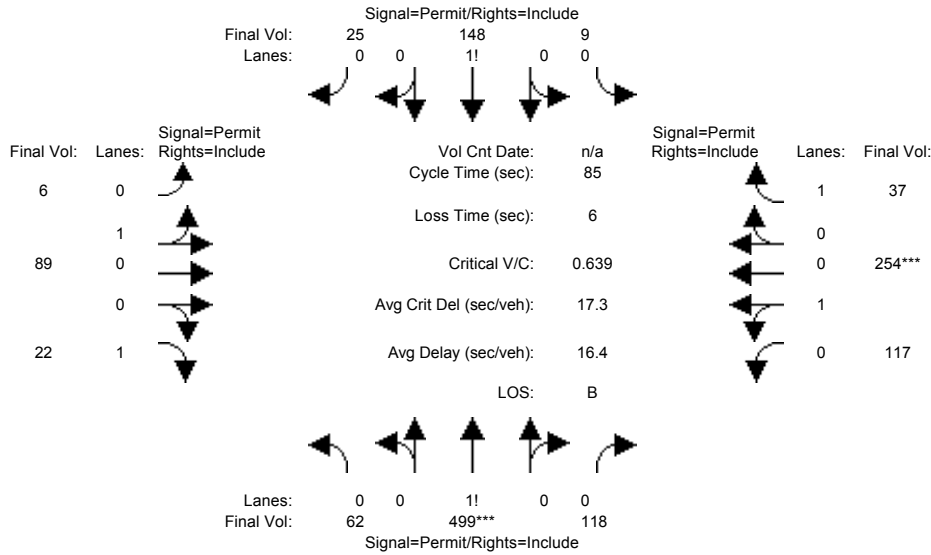 Signal=Permit/Rights=Include
Final Vol: 25 148 9
Lanes: 0 0 1! 0 0
Signal=Permit Signal=Permit
Final Vol: Lanes: Rights=Include Vol Cnt Date: n/a Rights=Include Lanes: Final Vol:
Cycle Time (sec): 85
6 0 1 37
Loss Time (sec): 6
1 0
89 0 Critical V/C: 0.639 0 254***
0 Avg Crit Del (sec/veh): 17.3 1
22 1 Avg Delay (sec/veh): 16.4 0 117
LOS: B
Lanes: 0 0 1! 0 0
Final Vol: 62 499*** 118
Signal=Permit/Rights=Include